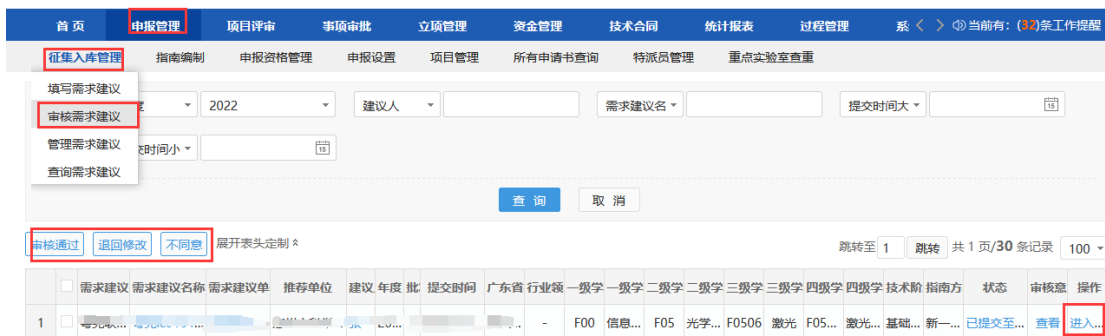 首 页 申报管理 项目评审 事项审批 立项管理 资金管理 技术合同 统计报表 过程管理 系 当前有：(32)条工作提醒
征集入库管理 指南编制 申报资格管理 申报设置 项目管理 所有申请书查询 特派员管理 重点实验室查重
填写需求建议
审核需求建议
管理需求建议
查询需求建议
度 2022 建议人 需求建议名 提交时间大 15
交时间小 15
查 询 取 消
审核通过 退回修改 不同意 展开表头定制 跳转至 1 跳转 共 1 页/30 条记录 100
需求建议 需求建议名称 需求建议单 推荐单位 建议 年度 批 提交时间 广东省 行业领 一级学 一级学 二级学 二级学 三级学 三级学 四级学 四级学 技术阶 指南方 状态 审核意 操作
1 - F00 信息... F05 光学... F0506 激光 F05... 激光... 基础... 新一... 已提交至... 查看 进入...